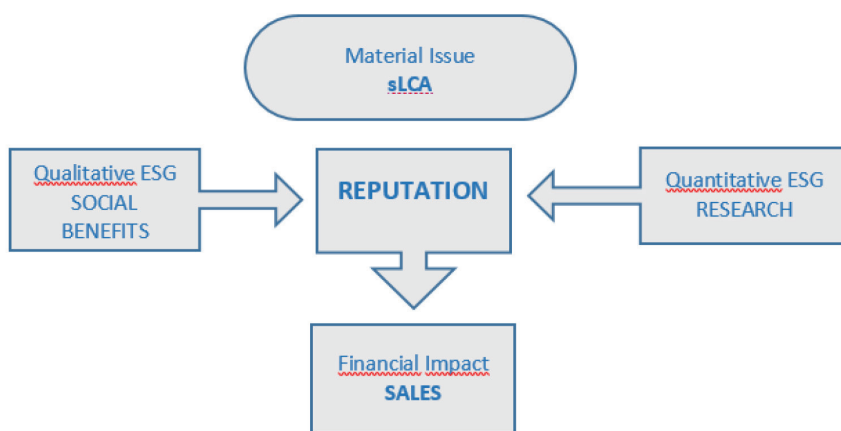 Material Issue
sLCA
Qualitative ESG
SOCIAL
BENEFITS
REPUTATION
Quantitative ESG
RESEARCH
Financial Impact
SALES